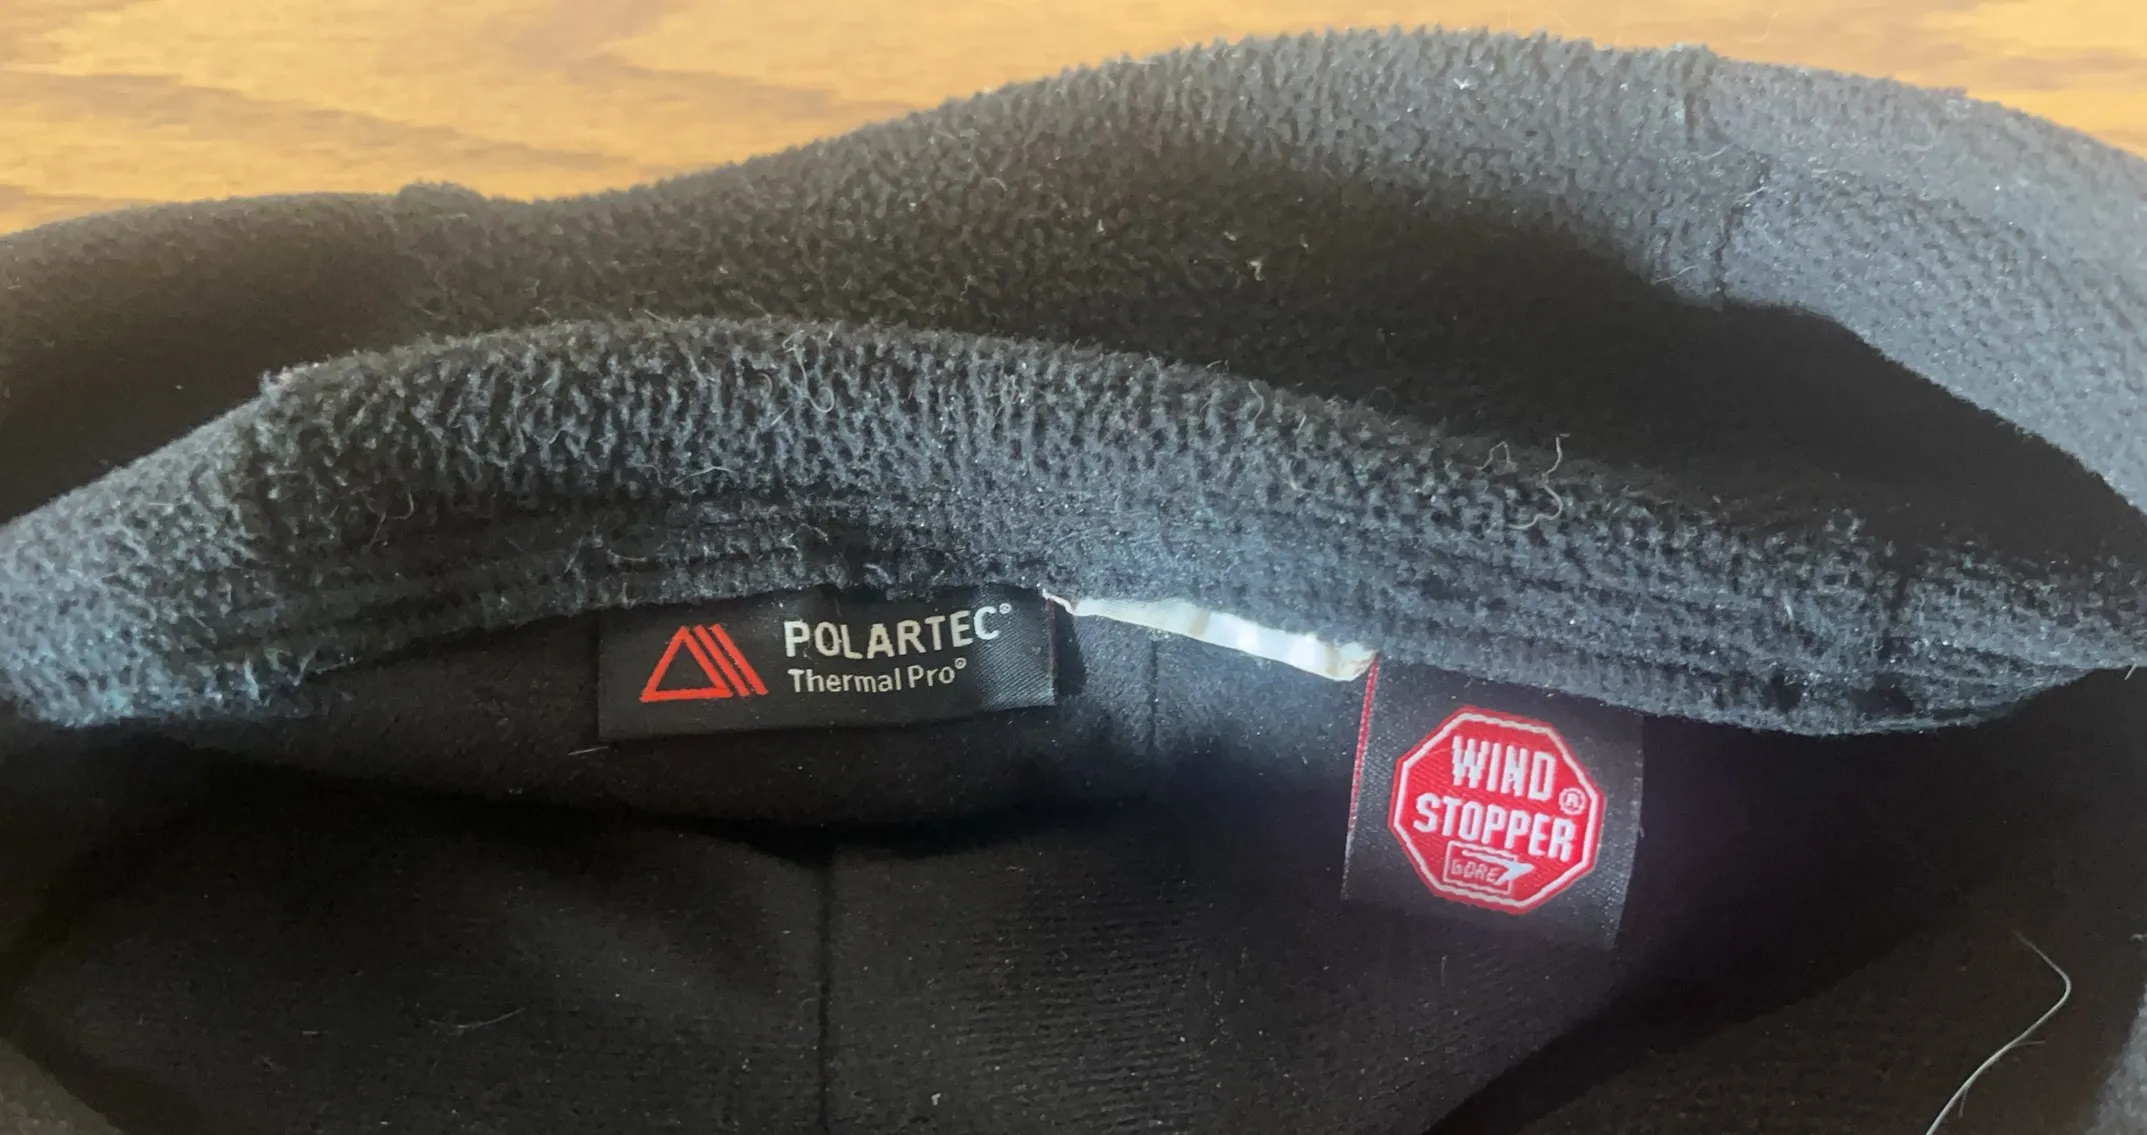 POLARTEC®
Thermal Pro®
WIND
STOPPER®
GORE